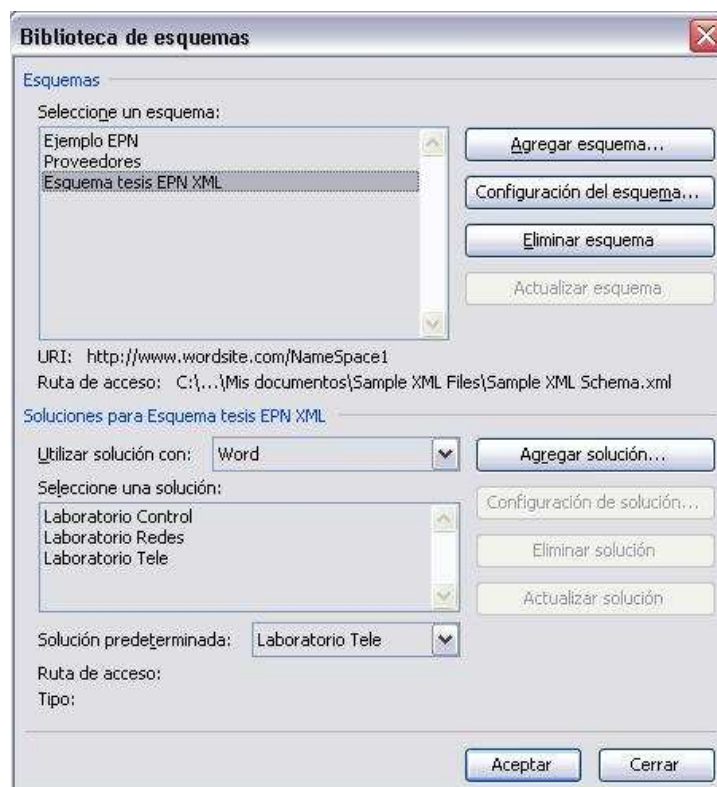 Biblioteca de esquemas
Esquemas
Seleccione un esquema:
Ejemplo EPN
Proveedores
Esquema tesis EPN XML
Agregar esquema...
Configuración del esquema...
Eliminar esquema
Actualizar esquema
URI: http://www.wordsite.com/NameSpace1
Ruta de acceso: C:\...\Mis documentos\Sample XML Files\Sample XML Schema.xml
Soluciones para Esquema tesis EPN XML
Utilizar solución con: Word
Agregar solución...
Seleccione una solución:
Laboratorio Control
Laboratorio Redes
Laboratorio Tele
Configuración de solución...
Eliminar solución
Actualizar solución
Solución predeterminada: Laboratorio Tele
Ruta de acceso:
Tipo:
Aceptar Cerrar